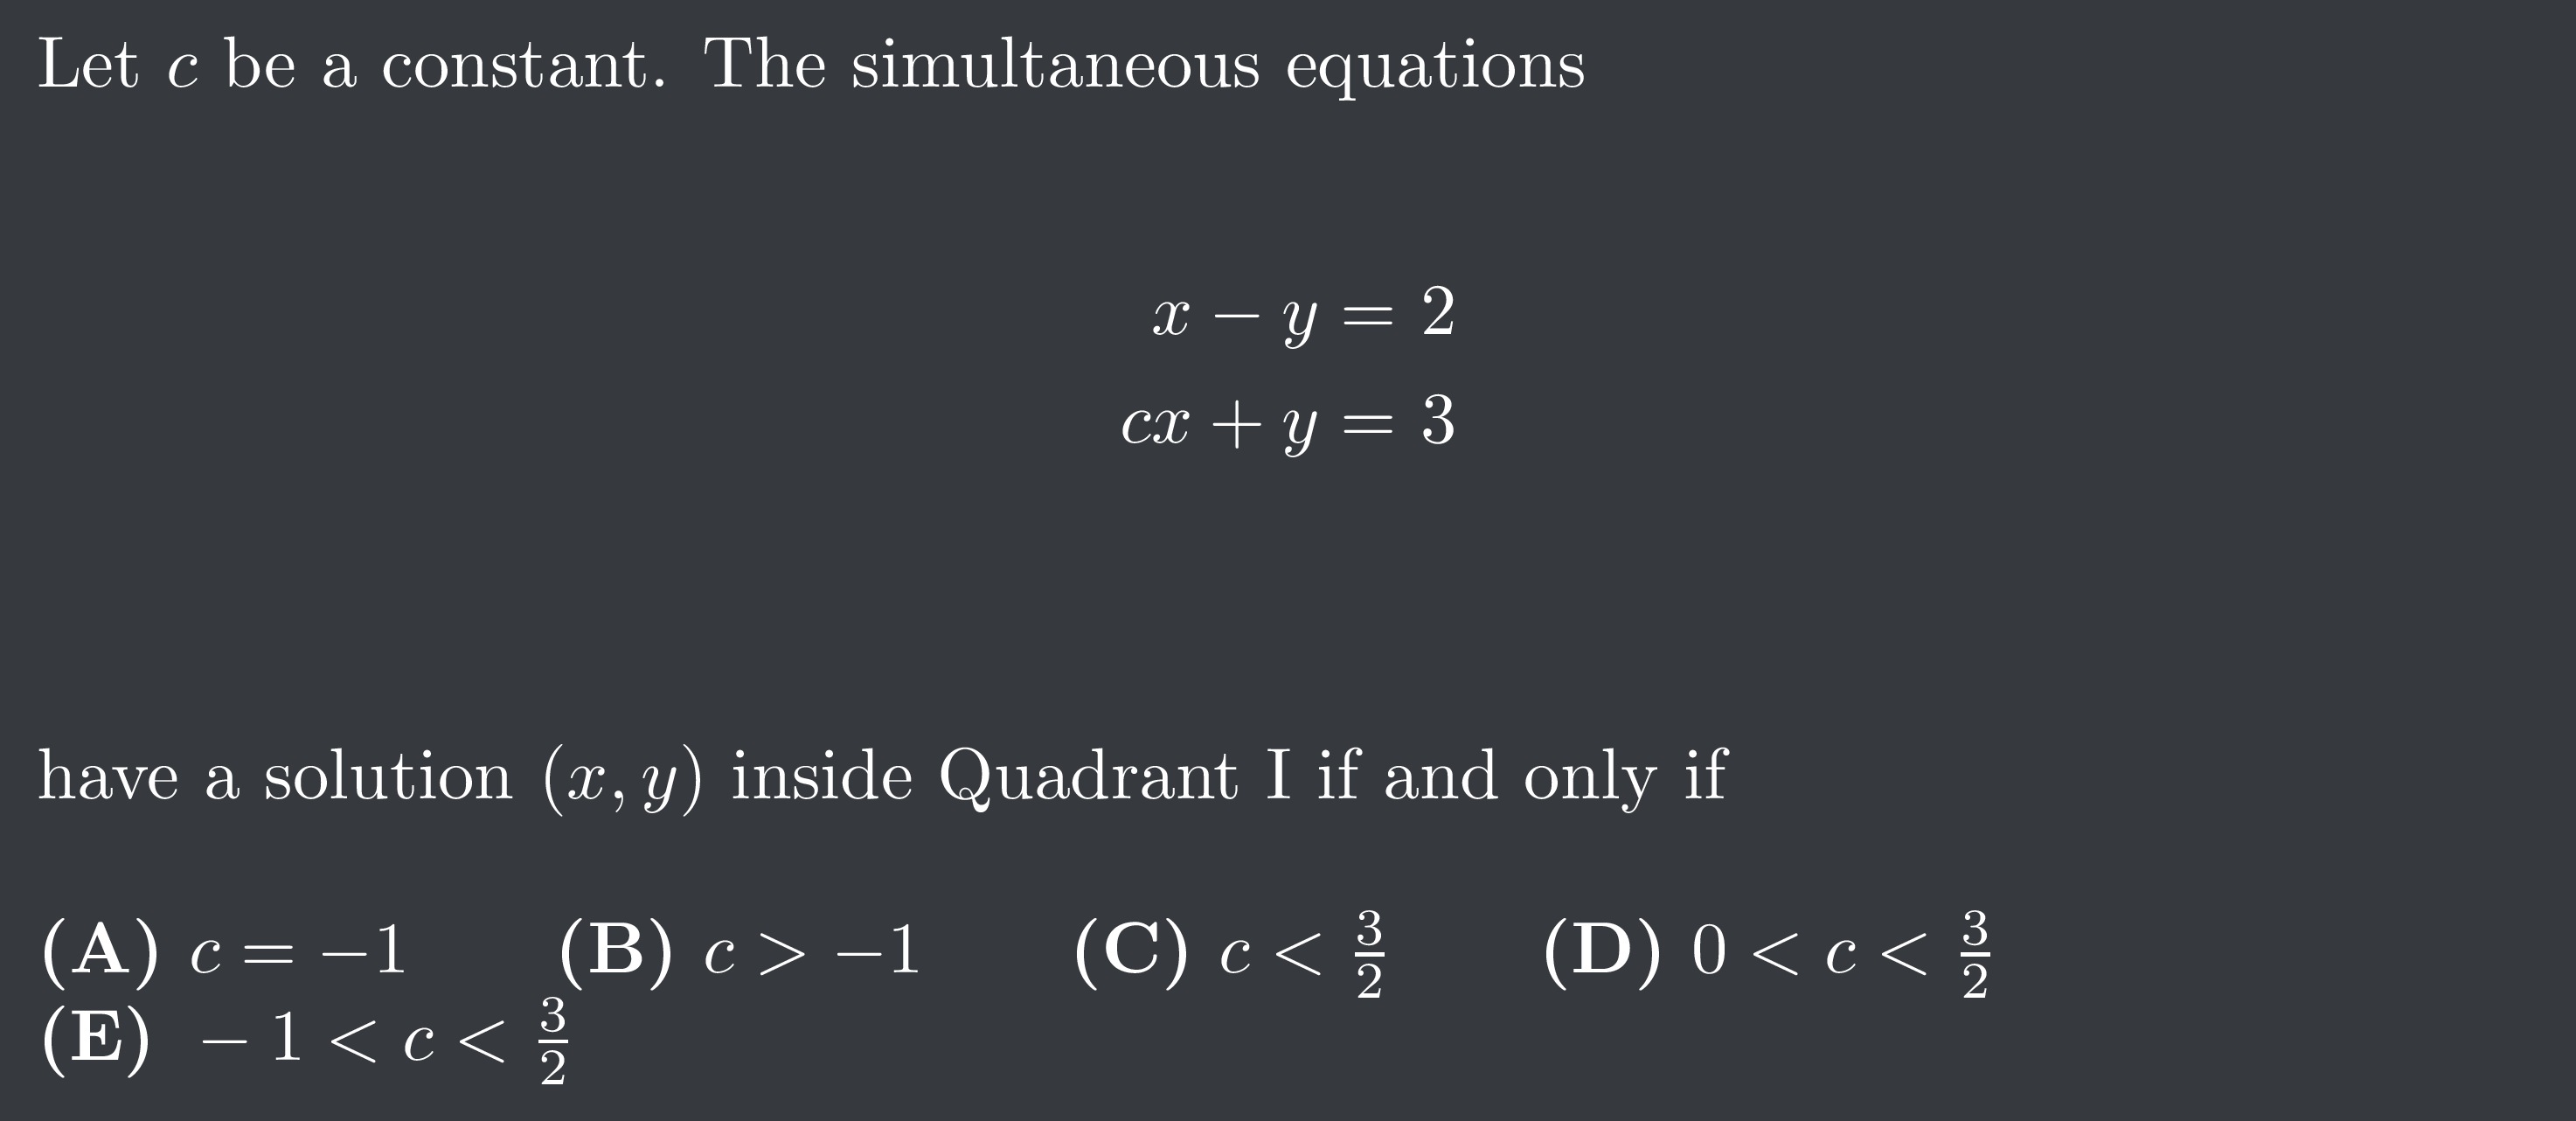 Let c be a constant. The simultaneous equations
x − y = 2
cx + y = 3
have a solution (x, y) inside Quadrant I if and only if
(A) c = −1 (B) c > −1 (C) c < 3/2 (D) 0 < c < 3/2
(E) − 1 < c < 3/2